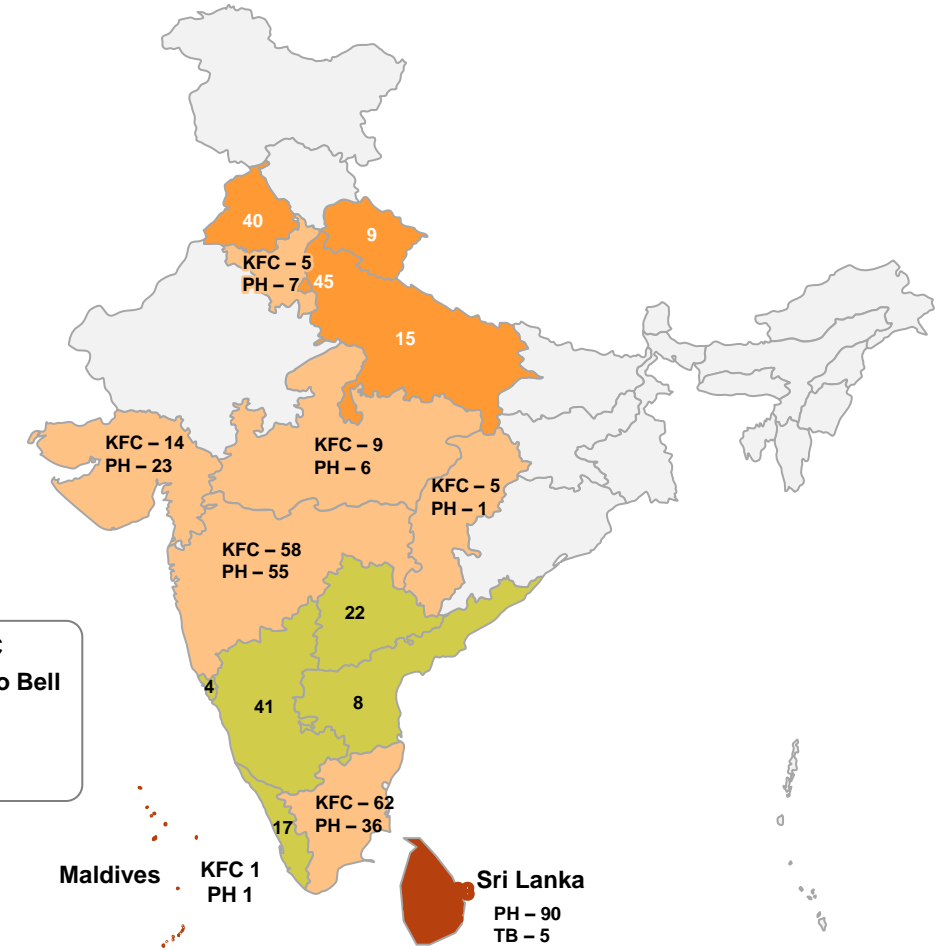 40
9
KFC – 5
PH – 7
45
15
KFC – 14
PH – 23
KFC – 9
PH – 6
KFC – 5
PH – 1
KFC – 58
PH – 55
22
Bell
4
41
8
KFC – 62
PH – 36
17
Maldives
KFC 1
PH 1
Sri Lanka
PH – 90
TB – 5